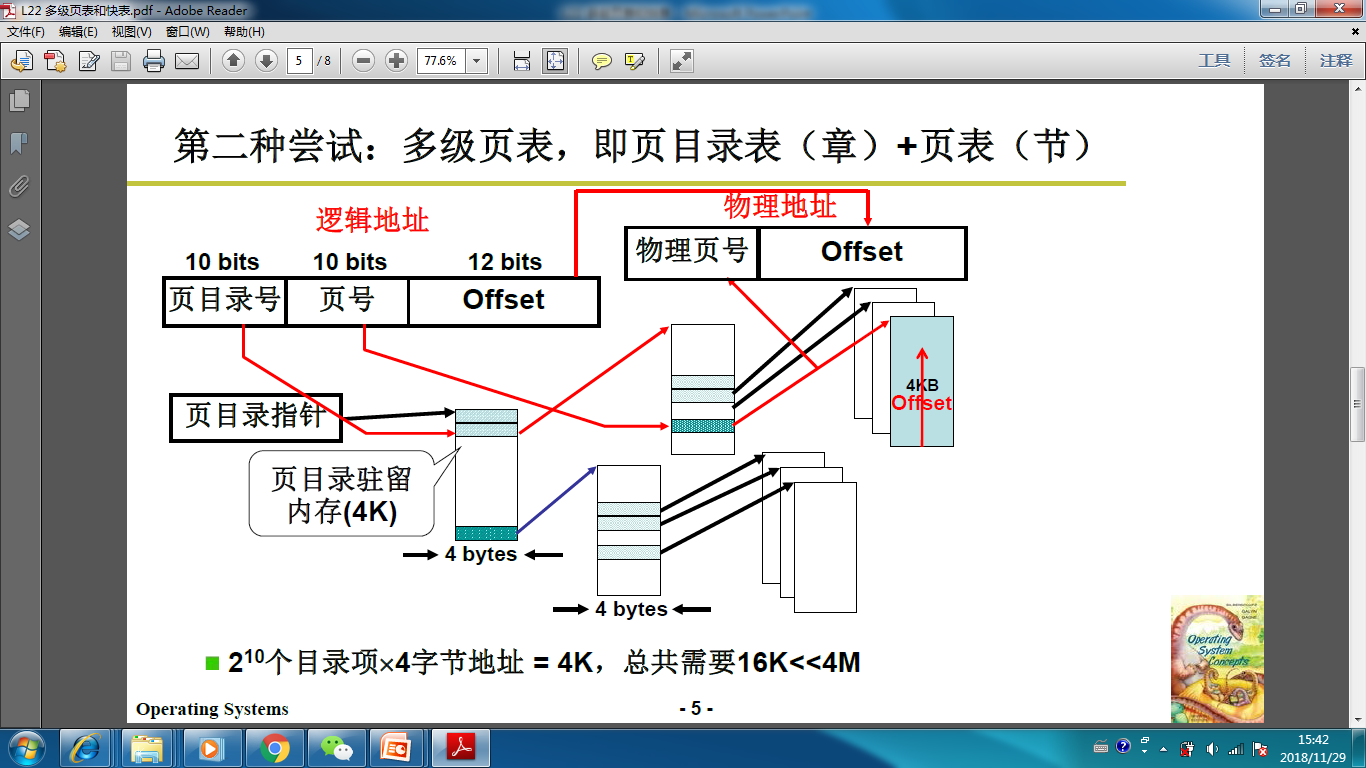 L22 多级页表和快表.pdf - Adobe Reader
文件(F) 编辑(E) 视图(V) 窗口(W) 帮助(H)
5 / 8 77.6% 工具 签名 注释
第二种尝试：多级页表，即页目录表（章）+页表（节）
逻辑地址 物理地址
10 bits 10 bits 12 bits
页目录号 页号 Offset
物理页号 Offset
4KB
Offset
页目录指针
页目录驻留
内存(4K)
4 bytes
4 bytes
2¹⁰个目录项×4字节地址 = 4K，总共需要16K<<4M
Operating
System
Concepts
Operating Systems
- 5 -
15:42
2018/11/29